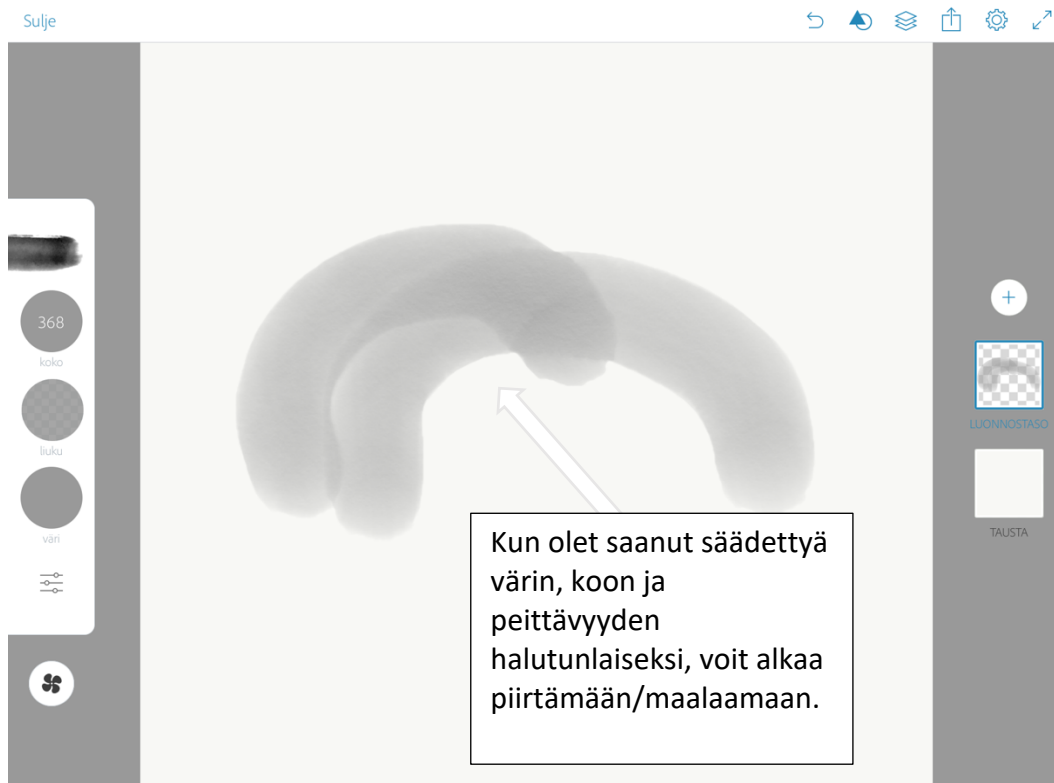 Sulje
368
koko
liuku
väri
LUONNOSTASO
TAUSTA
Kun olet saanut säädettyä
värin, koon ja
peittävyyden
halutunlaiseksi, voit alkaa
piirtämään/maalaamaan.